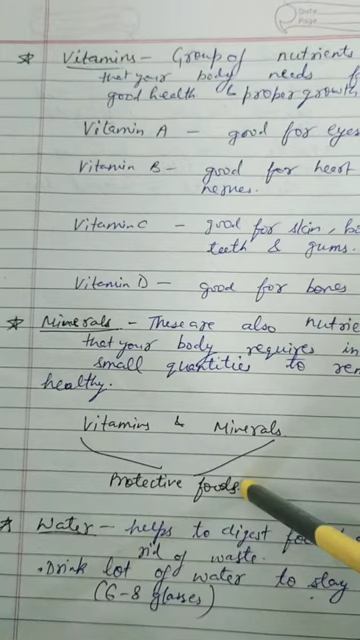 Date
Page
* Vitamins - Group of nutrients
that your body needs
good health & proper growth
Vitamin A - good for eyes
Vitamin B - good for heart
nerves.
Vitamin C - good for skin,
teeth & gums.
Vitamin D - good for bones
* Minerals - These are also
that your body requires in
small quantities to
healthy.
Vitamins & Minerals
Protective foods
* Water - helps to digest
rid of waste.
. Drink lot of water to stay
(6-8 glasses)